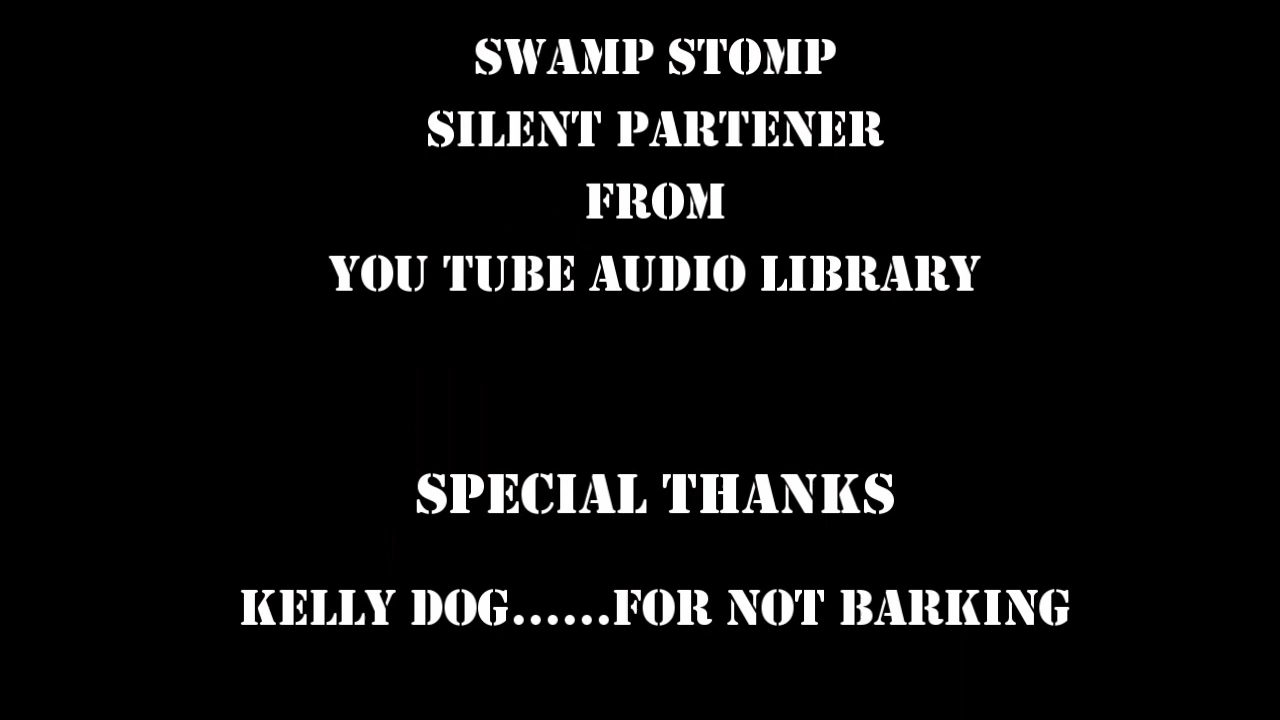 SWAMP STOMP
SILENT PARTENER
FROM
YOU TUBE AUDIO LIBRARY
SPECIAL THANKS
KELLY DOG......FOR NOT BARKING